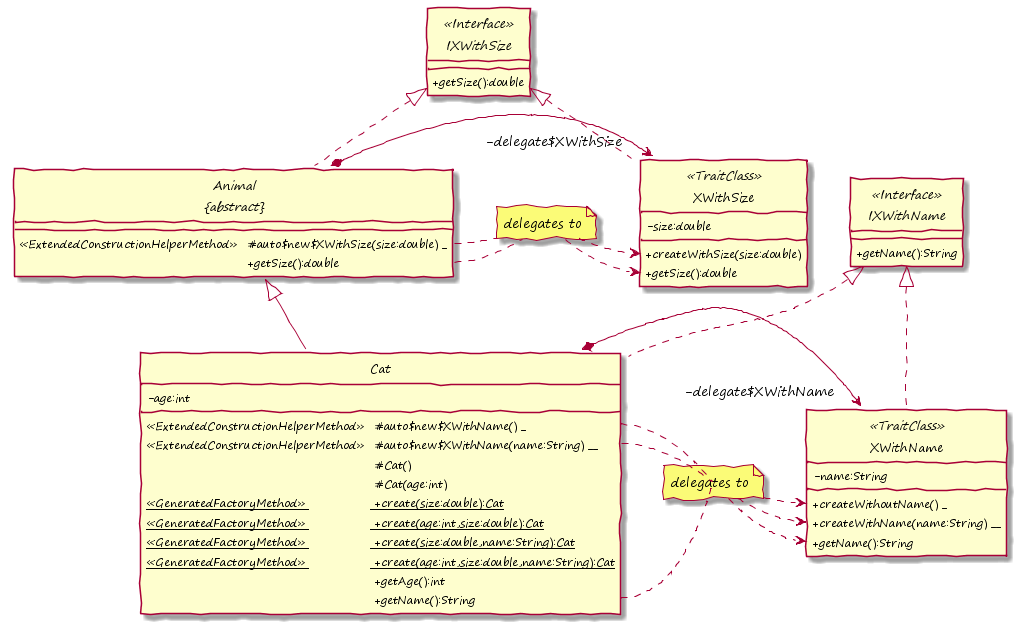 «Interface»
IXWithSize
+getSize():double
-delegate$XWithSize
Animal
{abstract}
«ExtendedConstructionHelperMethod» #auto$new$XWithSize(size:double) _
+getSize():double
delegates to
«TraitClass»
XWithSize
-size:double
+createWithSize(size:double)
+getSize():double
«Interface»
IXWithName
+getName():String
Cat
-age:int
«ExtendedConstructionHelperMethod» #auto$new$XWithName() _
«ExtendedConstructionHelperMethod» #auto$new$XWithName(name:String) __
#Cat()
#Cat(age:int)
«GeneratedFactoryMethod» +create(size:double):Cat
«GeneratedFactoryMethod» +create(age:int,size:double):Cat
«GeneratedFactoryMethod» +create(size:double,name:String):Cat
«GeneratedFactoryMethod» +create(age:int,size:double,name:String):Cat
+getAge():int
+getName():String
-delegate$XWithName
delegates to
«TraitClass»
XWithName
-name:String
+createWithoutName() _
+createWithName(name:String) __
+getName():String